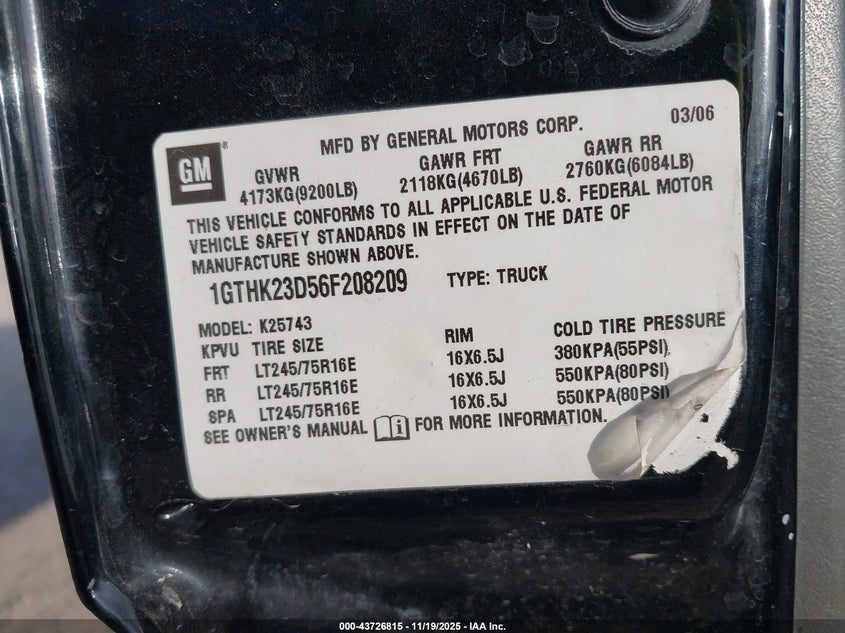 MFD BY GENERAL MOTORS CORP. 03/06
GM ®
GVWR GAWR FRT GAWR RR
4173KG(9200LB) 2118KG(4670LB) 2760KG(6084LB)
THIS VEHICLE CONFORMS TO ALL APPLICABLE U.S. FEDERAL MOTOR
VEHICLE SAFETY STANDARDS IN EFFECT ON THE DATE OF
MANUFACTURE SHOWN ABOVE.
1GTHK23D56F208209 TYPE: TRUCK
MODEL: K25743
KPVU TIRE SIZE RIM COLD TIRE PRESSURE
FRT LT245/75R16E 16X6.5J 380KPA(55PSI)
RR LT245/75R16E 16X6.5J 550KPA(80PSI)
SPA LT245/75R16E 16X6.5J 550KPA(80PSI)
SEE OWNER'S MANUAL i FOR MORE INFORMATION.
000-43726815 - 11/19/2025 - IAA Inc.